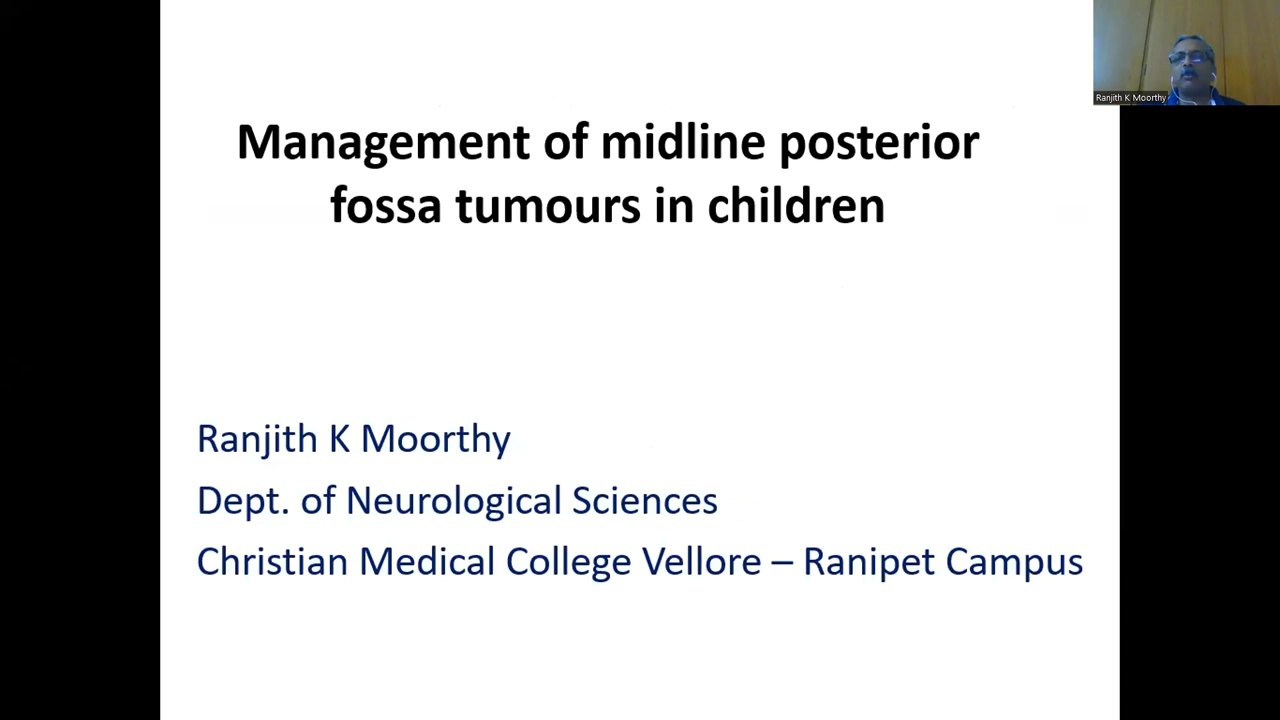 Ranjith K Moorthy
Management of midline posterior
fossa tumours in children
Ranjith K Moorthy
Dept. of Neurological Sciences
Christian Medical College Vellore – Ranipet Campus